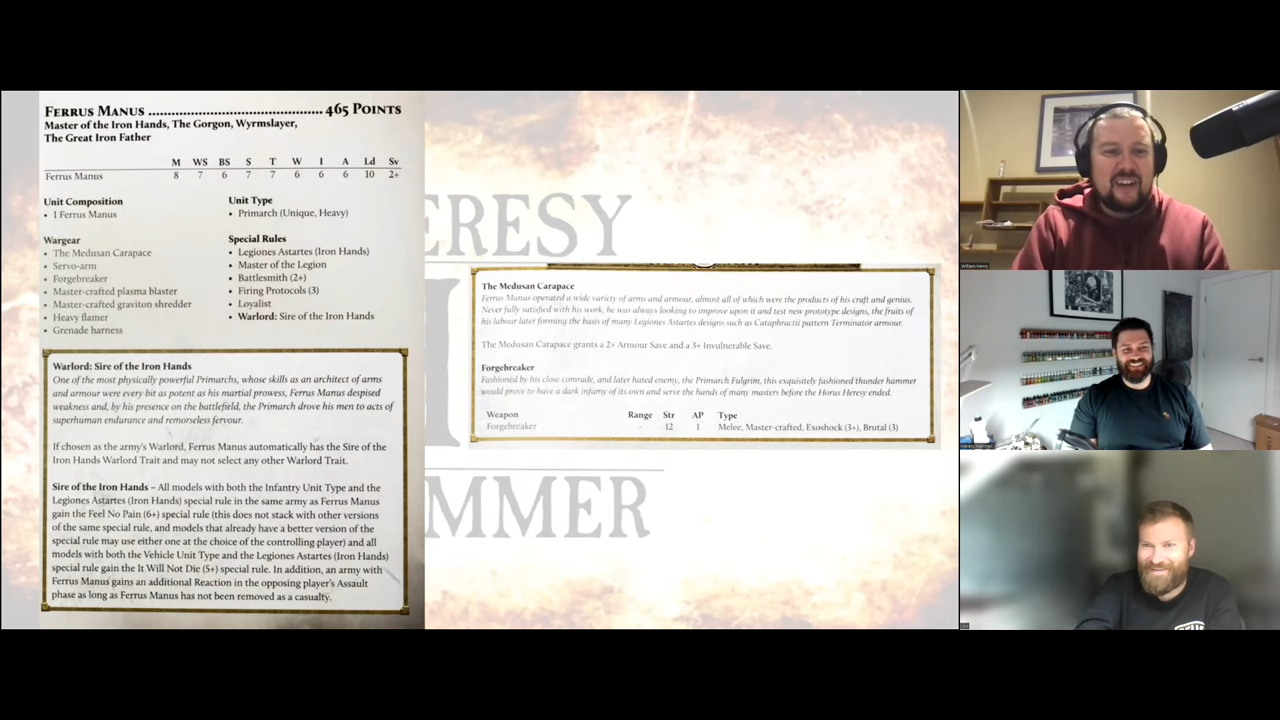 FERRUS MANUS ................................................ 465 POINTS
Master of the Iron Hands, The Gorgon, Wyrmslayer,
The Great Iron Father
M WS BS S T W I A Ld Sv
Ferrus Manus 8 7 6 7 7 6 6 6 10 2+
Unit Composition
• 1 Ferrus Manus
Unit Type
• Primarch (Unique, Heavy)
Wargear
• The Medusan Carapace
• Servo-arm
• Forgebreaker
• Master-crafted plasma blaster
• Master-crafted graviton shredder
• Heavy flamer
• Grenade harness
Special Rules
• Legiones Astartes (Iron Hands)
• Master of the Legion
• Battlesmith (2+)
• Firing Protocols (3)
• Loyalist
• Warlord: Sire of the Iron Hands
Warlord: Sire of the Iron Hands
One of the most physically powerful Primarchs, whose skills as an architect of arms
and armour were every bit as potent as his martial prowess, Ferrus Manus despised
weakness and, by his presence on the battlefield, the Primarch drove his men to acts of
superhuman endurance and remorseless fervour.
If chosen as the army's Warlord, Ferrus Manus automatically has the Sire of the
Iron Hands Warlord Trait and may not select any other Warlord Trait.
Sire of the Iron Hands – All models with both the Infantry Unit Type and the
Legiones Astartes (Iron Hands) special rule in the same army as Ferrus Manus
gain the Feel No Pain (6+) special rule (this does not stack with other versions
of the same special rule, and models that already have a better version of the
special rule may use either one at the choice of the controlling player) and all
models with both the Vehicle Unit Type and the Legiones Astartes (Iron Hands)
special rule gain the It Will Not Die (5+) special rule. In addition, an army with
Ferrus Manus gains an additional Reaction in the opposing player's Assault
phase as long as Ferrus Manus has not been removed as a casualty.
ERESY
The Medusan Carapace
Ferrus Manus operated a wide variety of arms and armour, almost all of which were the products of his craft and genius.
Never fully satisfied with his work, he was always looking to improve upon it and test new prototype designs, the fruits of
his labour later forming the basis of many Legiones Astartes designs such as Cataphractii pattern Terminator armour.
The Medusan Carapace grants a 2+ Armour Save and a 3+ Invulnerable Save.
Forgebreaker
Fashioned by his close comrade, and later hated enemy, the Primarch Fulgrim, this exquisitely fashioned thunder hammer
would prove to have a dark infamy of its own and serve the hands of many masters before the Horus Heresy ended.
Weapon Range Str AP Type
Forgebreaker - 12 1 Melee, Master-crafted, Exoshock (3+), Brutal (3)
MMER